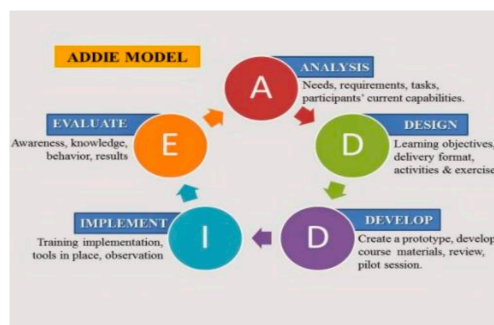 ADDIE MODEL
A
ANALYSIS
Needs, requirements, tasks,
participants' current capabilities.
D
DESIGN
Learning objectives,
delivery format,
activities & exercise
D
DEVELOP
Create a prototype, develop
course materials, review,
pilot session.
I
IMPLEMENT
Training implementation,
tools in place, observation
E
EVALUATE
Awareness, knowledge,
behavior, results